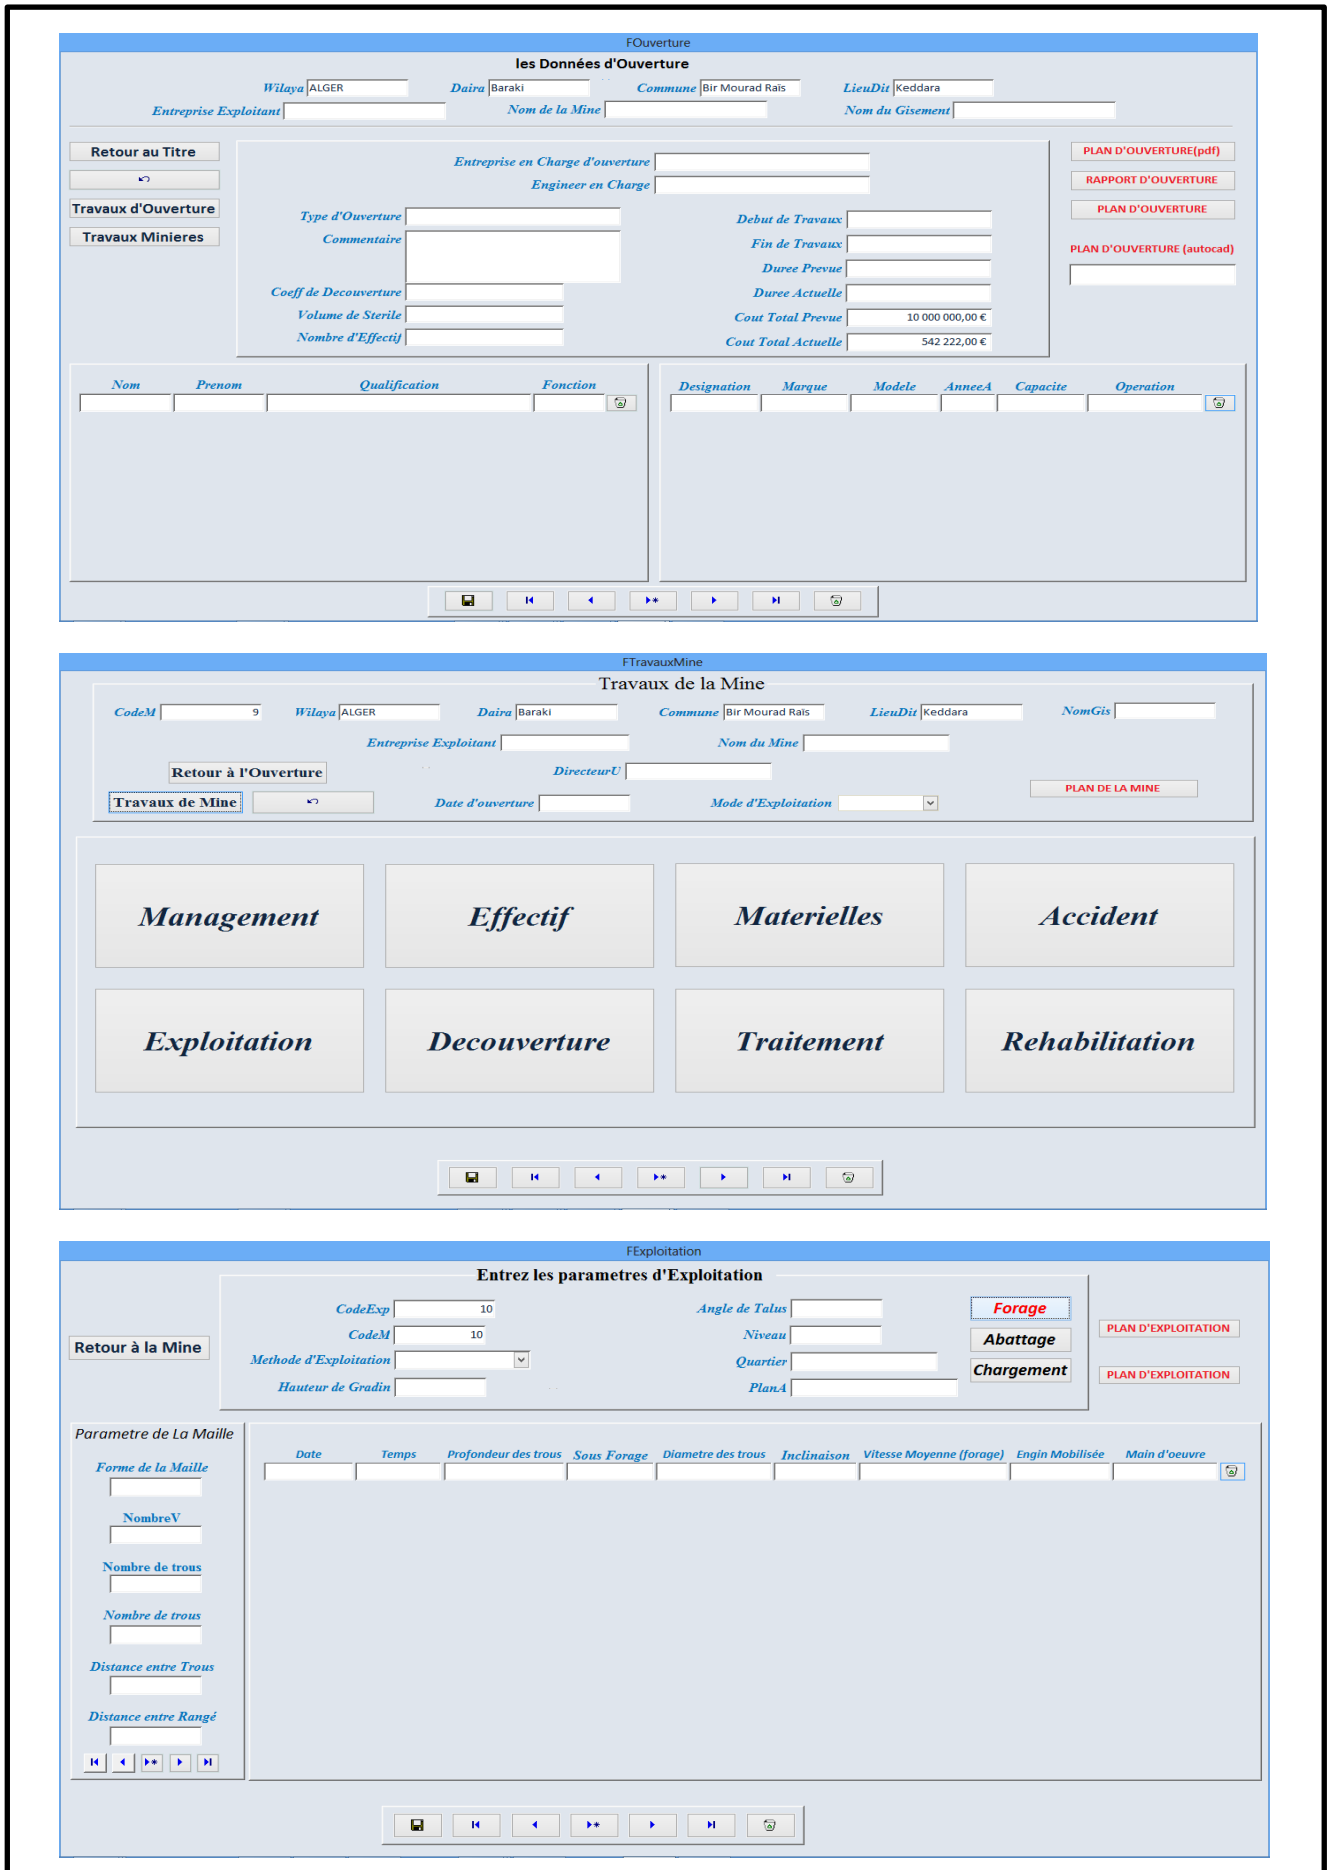 FOuverture
les Données d'Ouverture
Wilaya ALGER Daira Baraki Commune Bir Mourad Raïs LieuDit Keddara
Entreprise Exploitant Nom de la Mine Nom du Gisement
Retour au Titre
Travaux d'Ouverture
Travaux Minieres
Entreprise en Charge d'ouverture
Engineer en Charge
Type d'Ouverture
Commentaire
Coeff de Decouverture
Volume de Sterile
Nombre d'Effectif
Debut de Travaux
Fin de Travaux
Duree Prevue
Duree Actuelle
Cout Total Prevue 10 000 000,00 €
Cout Total Actuelle 542 222,00 €
PLAN D'OUVERTURE(pdf)
RAPPORT D'OUVERTURE
PLAN D'OUVERTURE
PLAN D'OUVERTURE (autocad)
Nom Prenom Qualification Fonction
Designation Marque Modele AnneeA Capacite Operation
FTravauxMine
Travaux de la Mine
CodeM 9 Wilaya ALGER Daira Baraki Commune Bir Mourad Raïs LieuDit Keddara NomGis
Entreprise Exploitant Nom du Mine
Retour à l'Ouverture DirecteurU
Travaux de Mine Date d'ouverture Mode d'Exploitation PLAN DE LA MINE
Management Effectif Materielles Accident
Exploitation Decouverture Traitement Rehabilitation
FExploitation
Entrez les parametres d'Exploitation
Retour à la Mine
CodeExp 10
CodeM 10
Methode d'Exploitation
Hauteur de Gradin
Angle de Talus
Niveau
Quartier
PlanA
Forage
Abattage
Chargement
PLAN D'EXPLOITATION
PLAN D'EXPLOITATION
Parametre de La Maille
Forme de la Maille
NombreV
Nombre de trous
Nombre de trous
Distance entre Trous
Distance entre Rangé
Date Temps Profondeur des trous Sous Forage Diametre des trous Inclinaison Vitesse Moyenne (forage) Engin Mobilisée Main d'oeuvre